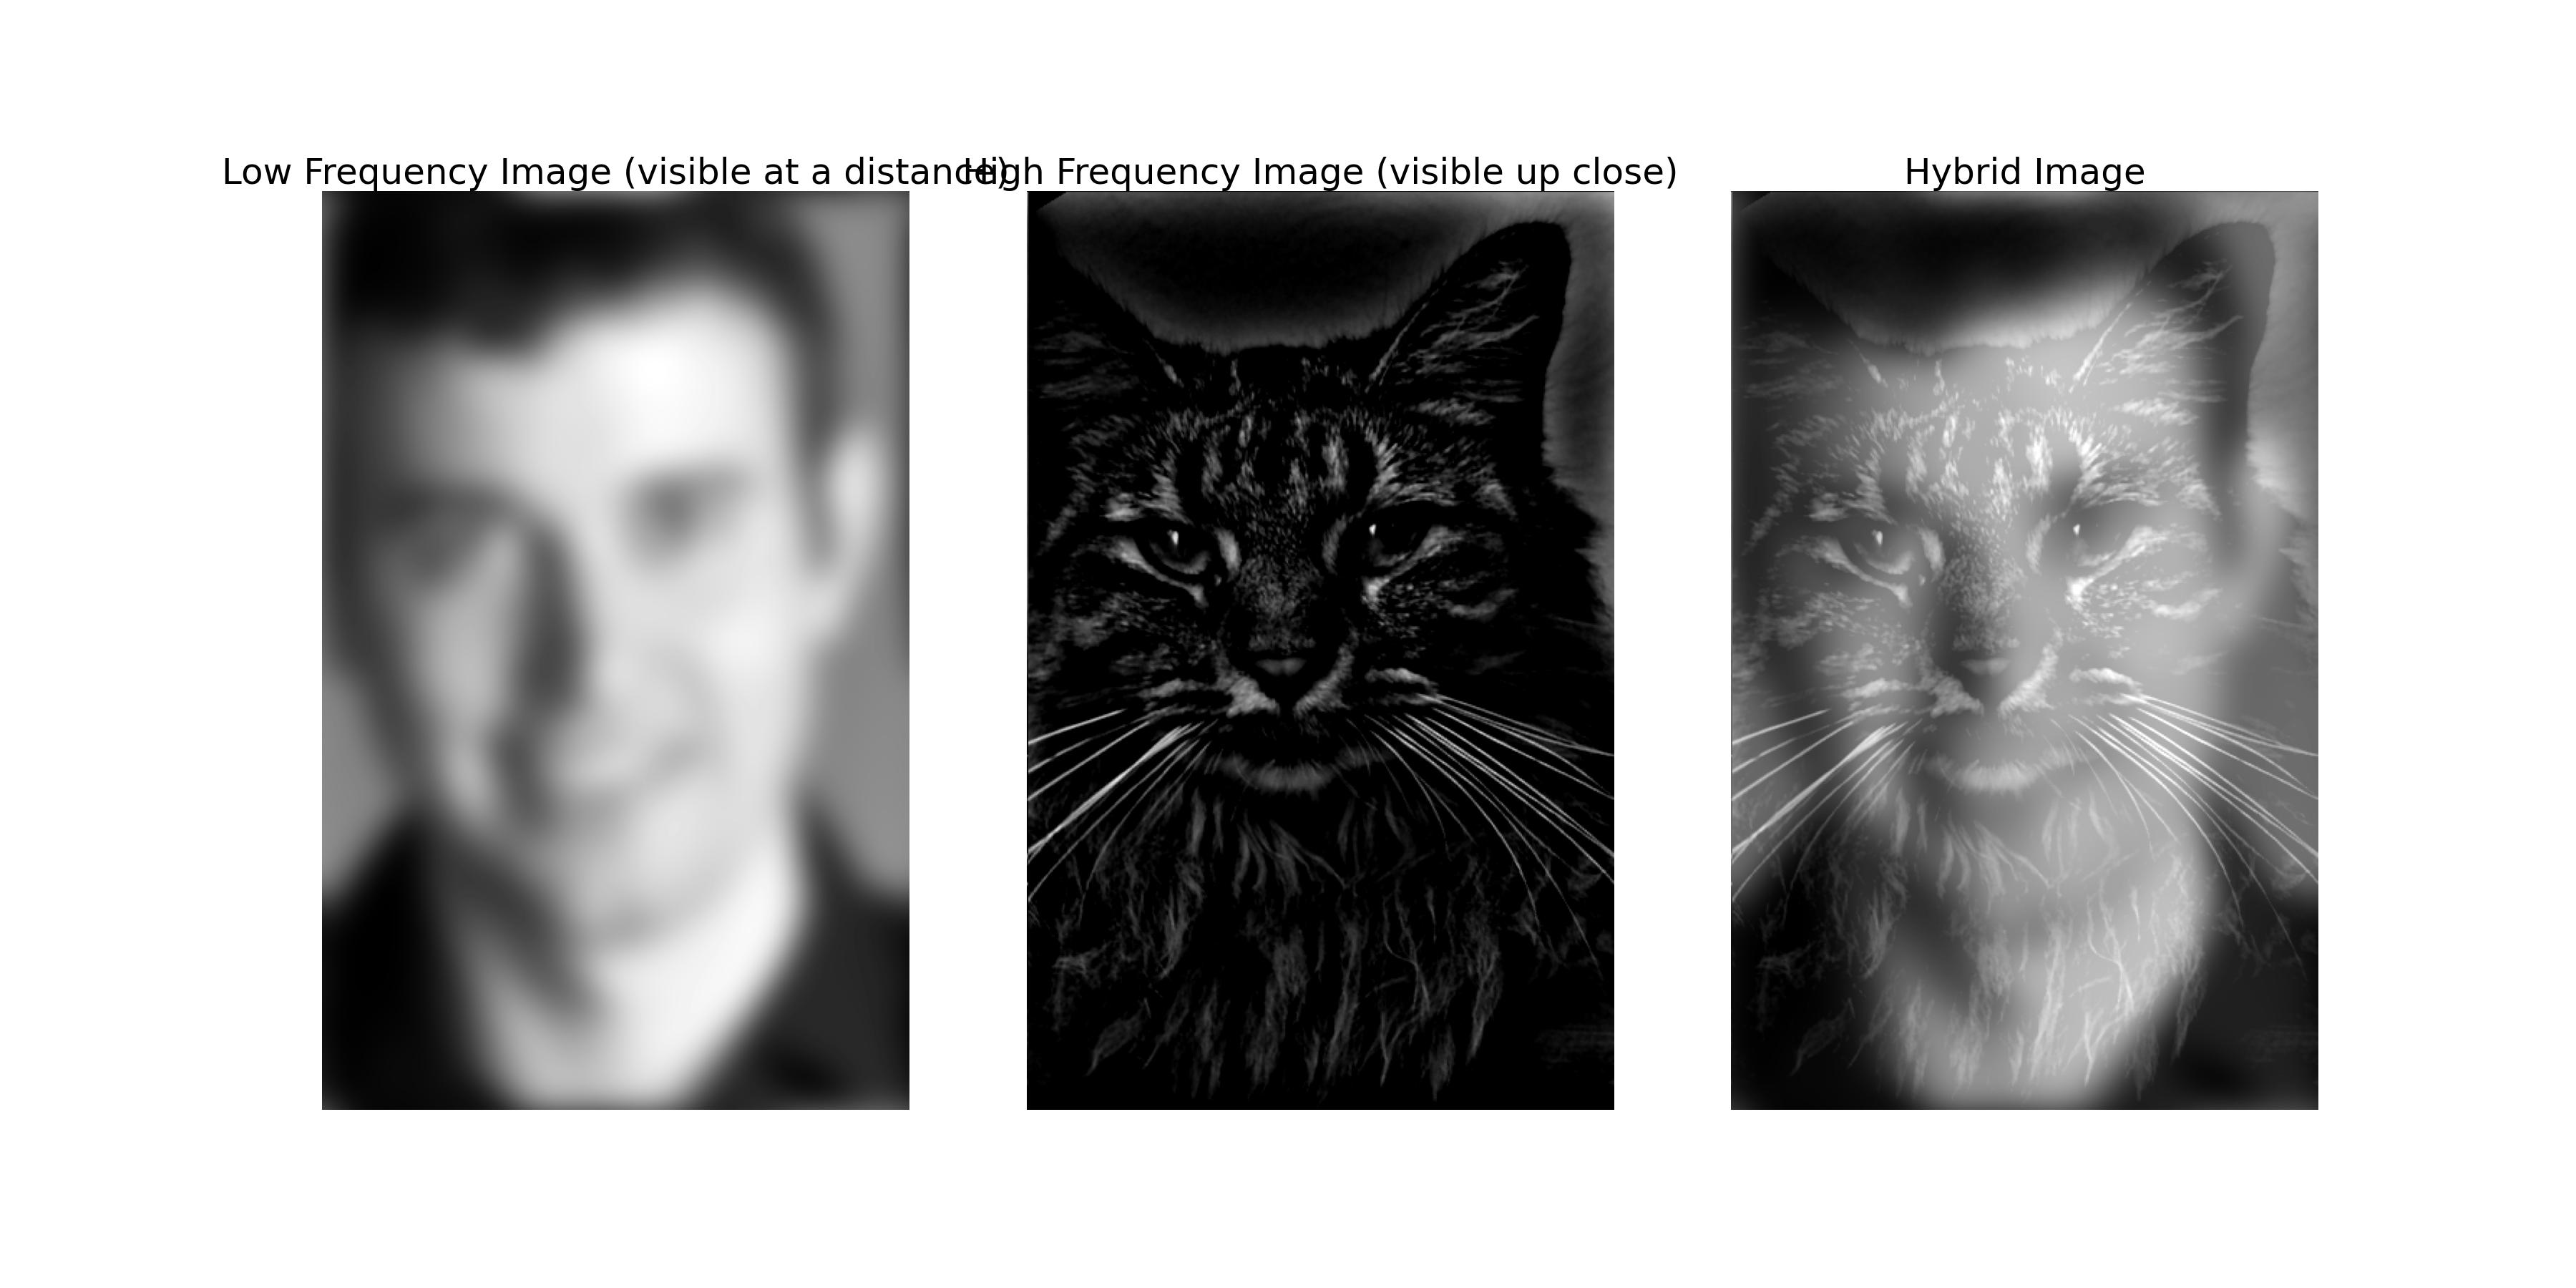 Low Frequency Image (visible at a distance)
High Frequency Image (visible up close)
Hybrid Image